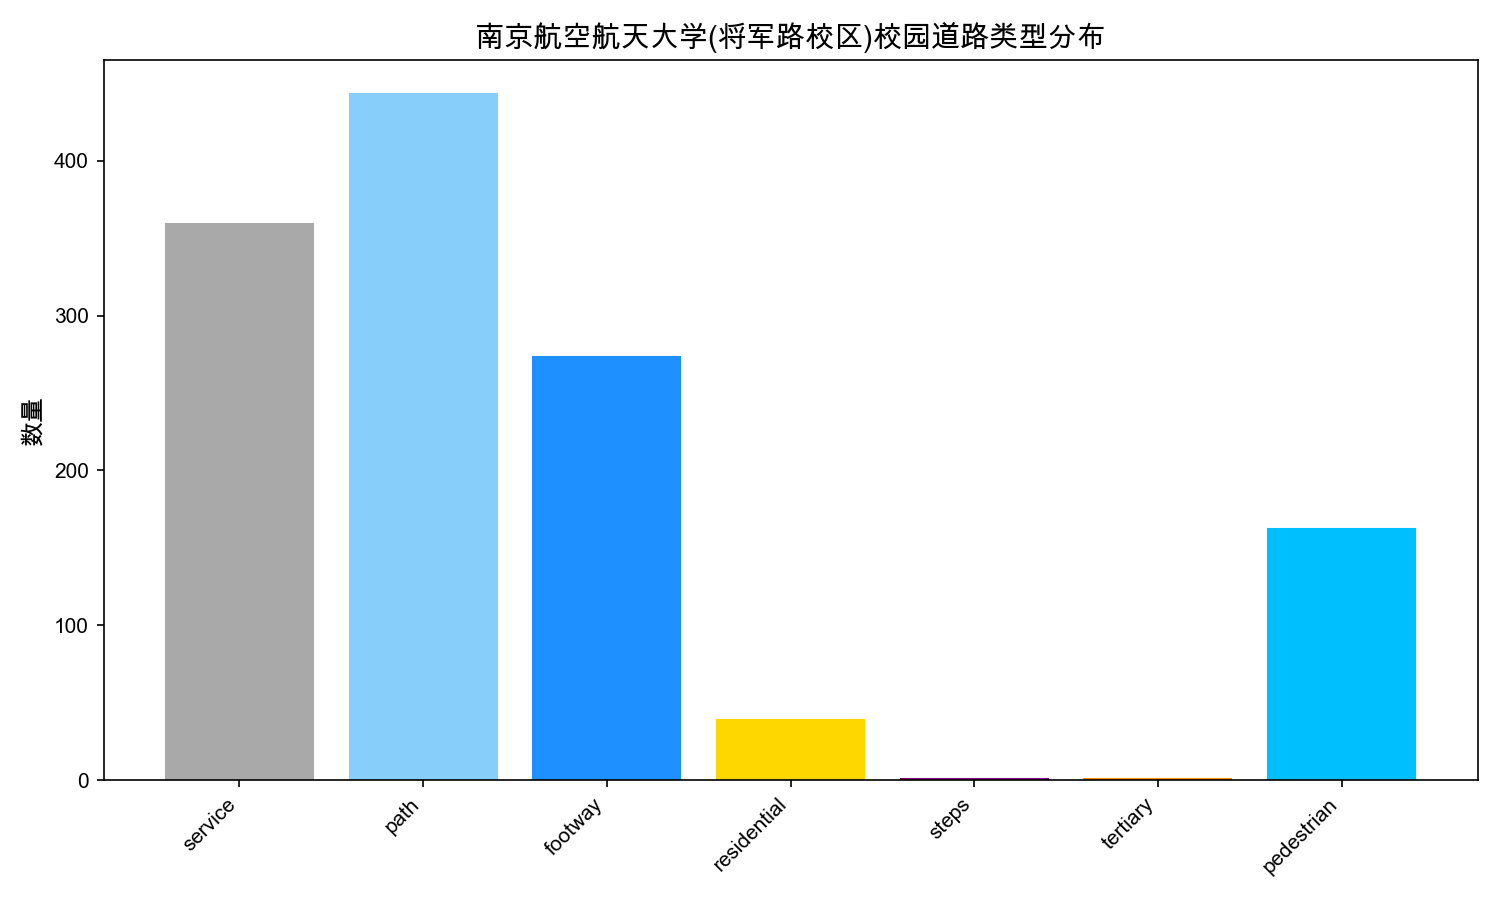 南京航空航天大学(将军路校区)校园道路类型分布
数量
400
300
200
100
0
service
path
footway
residential
steps
tertiary
pedestrian